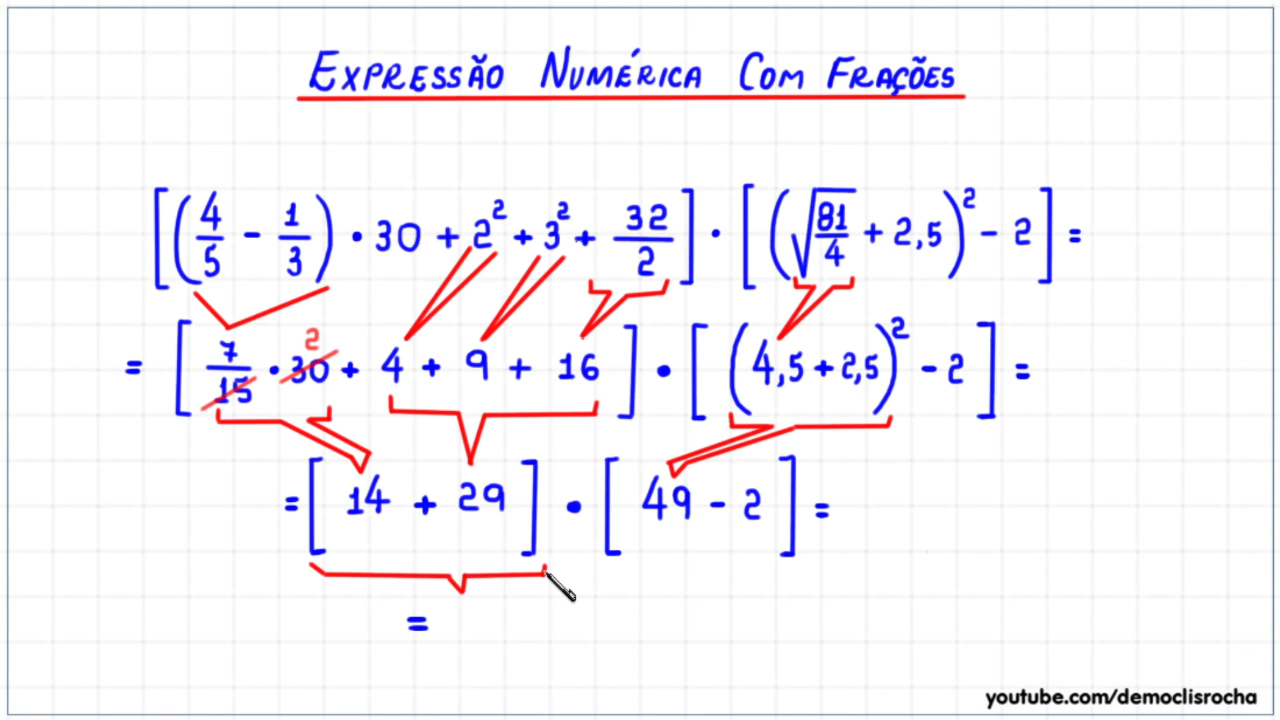 EXPRESSÃO NUMÉRICA COM FRAÇÕES
[(4/5 - 1/3) • 30 + 2² + 3² + 32/2] • [(√81/4 + 2,5)² - 2] =
= [7/15 • 30 2 + 4 + 9 + 16] • [(4,5 + 2,5)² - 2] =
= [14 + 29] • [49 - 2] =
=
youtube.com/democlisrocha